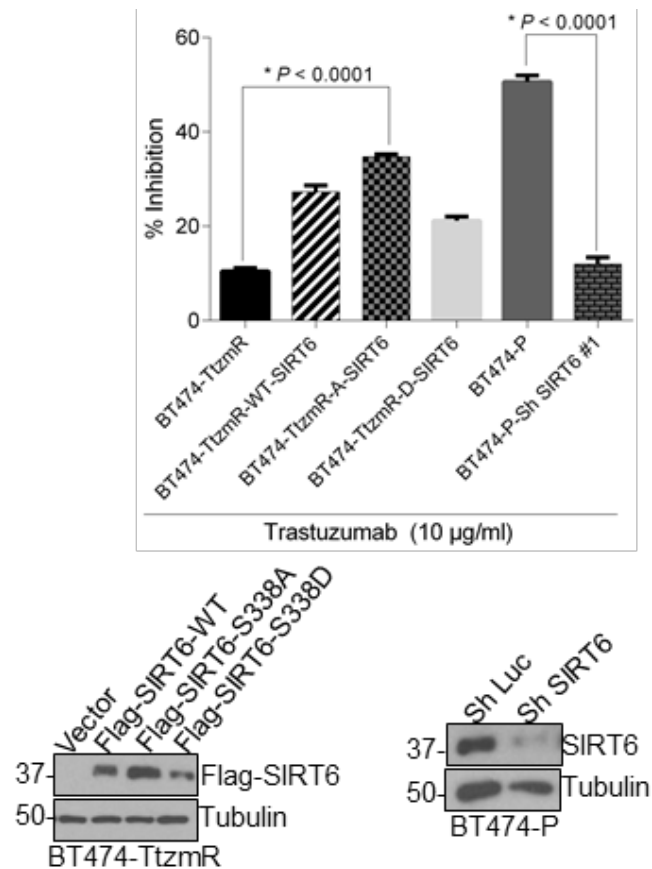 * P < 0.0001
* P < 0.0001
60
40
20
0
% Inhibition
BT474-TtzmR
BT474-TtzmR-WT-SIRT6
BT474-TtzmR-A-SIRT6
BT474-TtzmR-D-SIRT6
BT474-P
BT474-P-Sh SIRT6 #1
Trastuzumab (10 µg/ml)
Vector
Flag-SIRT6-WT
Flag-SIRT6-S338A
Flag-SIRT6-S338D
37-
Flag-SIRT6
50-
Tubulin
BT474-TtzmR
Sh Luc
Sh SIRT6
37-
SIRT6
50-
Tubulin
BT474-P